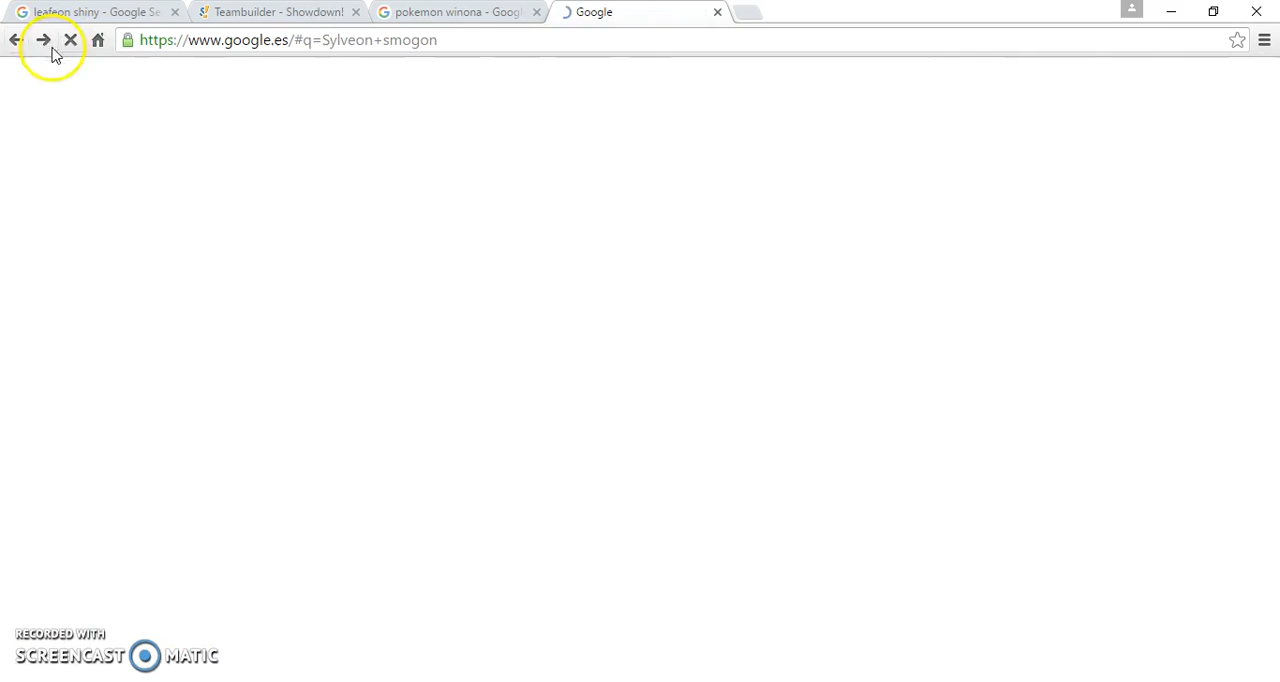 leafeon shiny - Google Se
Teambuilder - Showdown!
pokemon winona - Googl
Google
https://www.google.es/#q=Sylveon+smogon
RECORDED WITH
SCREENCAST MATIC